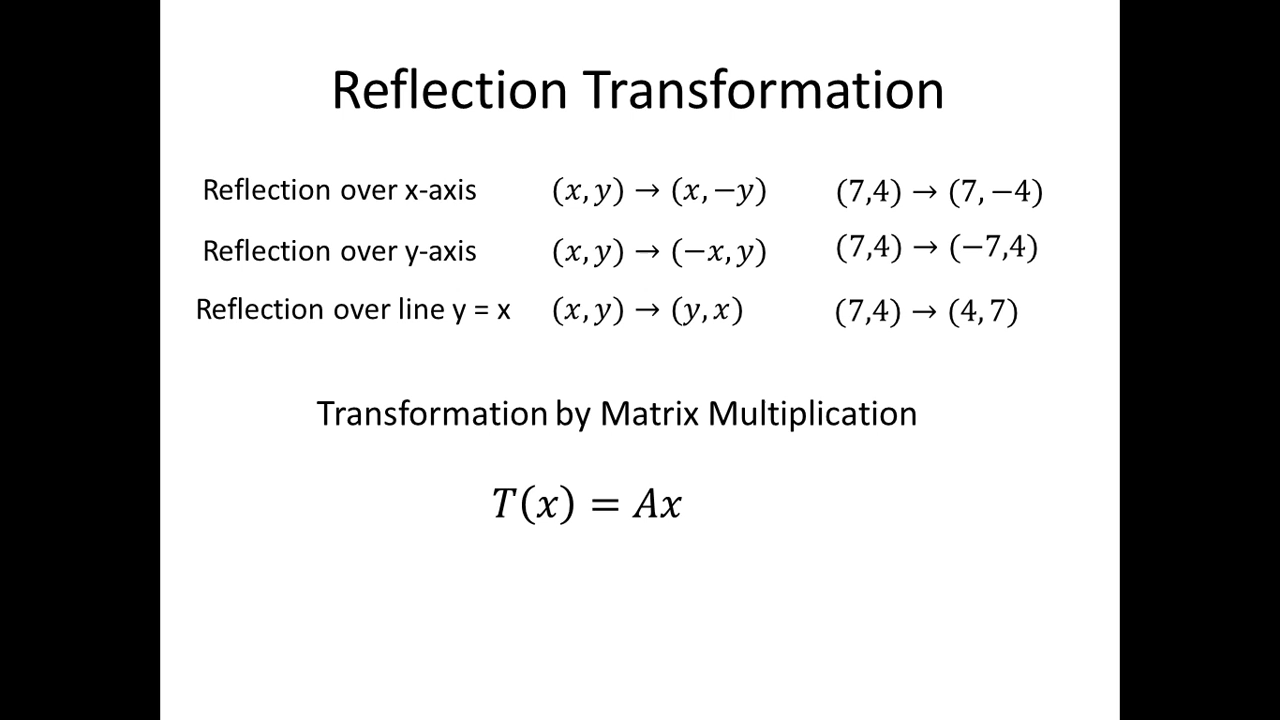 Reflection Transformation
Reflection over x-axis (𝑥, 𝑦) → (𝑥, −𝑦) (7,4) → (7, −4)
Reflection over y-axis (𝑥, 𝑦) → (−𝑥, 𝑦) (7,4) → (−7,4)
Reflection over line y = x (𝑥, 𝑦) → (𝑦, 𝑥) (7,4) → (4, 7)
Transformation by Matrix Multiplication
𝑇(𝑥) = 𝐴𝑥